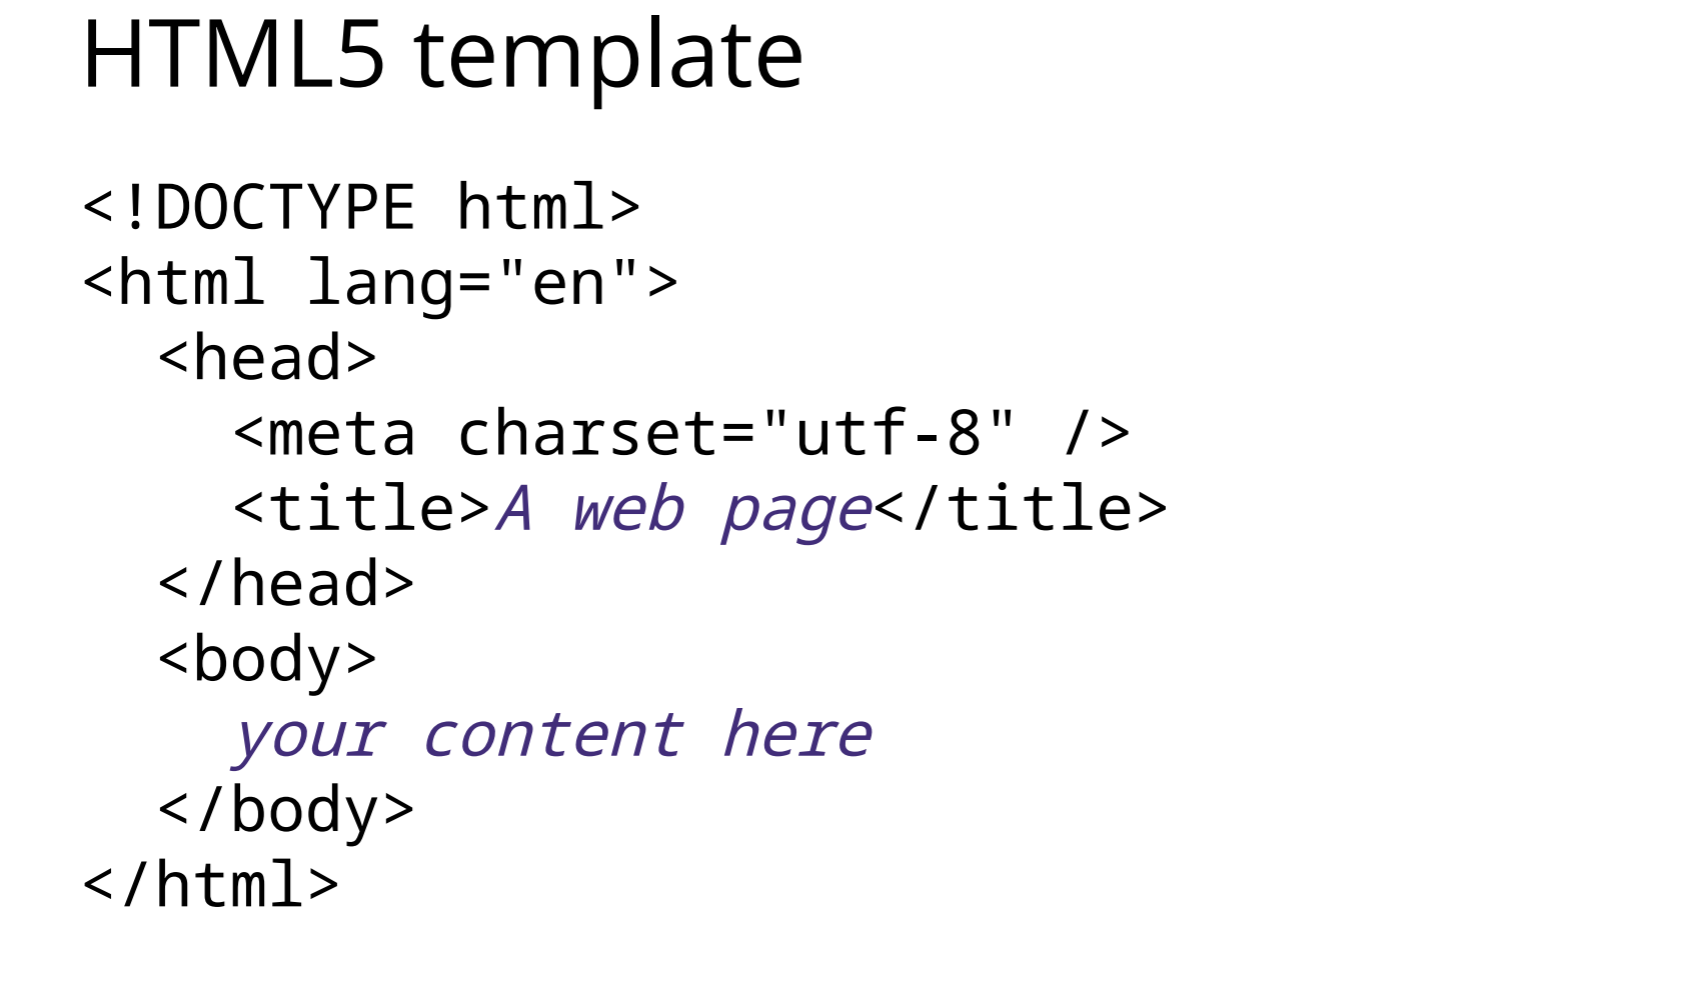 HTML5 template
<!DOCTYPE html>
<html lang="en">
  <head>
    <meta charset="utf-8" />
    <title>A web page</title>
  </head>
  <body>
    your content here
  </body>
</html>